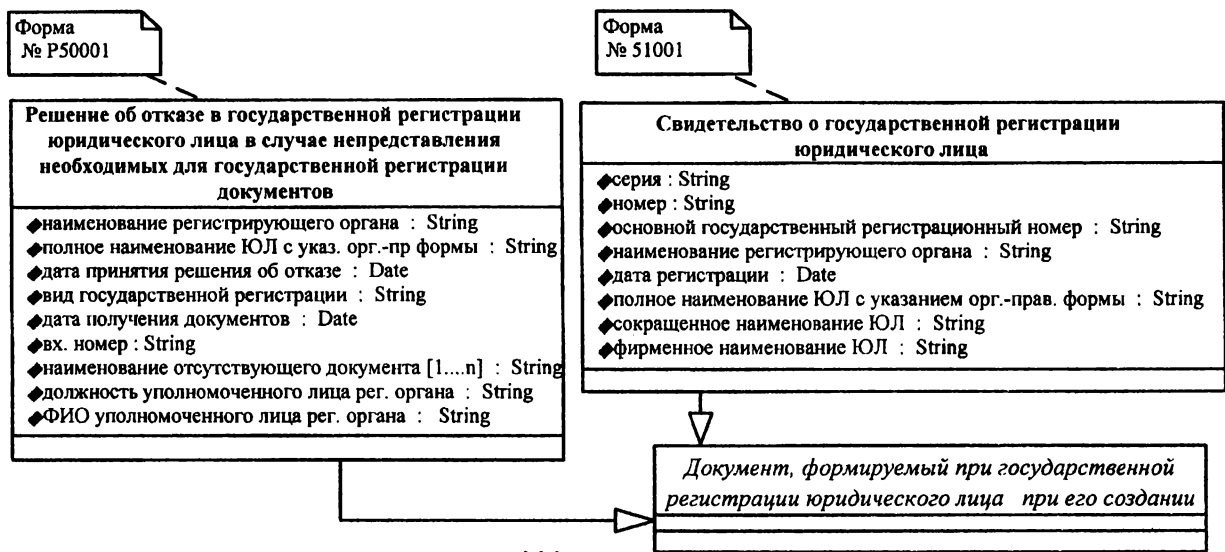 Форма
№ Р50001
Форма
№ 51001
Решение об отказе в государственной регистрации
юридического лица в случае непредставления
необходимых для государственной регистрации
документов
наименование регистрирующего органа : String
полное наименование ЮЛ с указ. орг.-пр формы : String
дата принятия решения об отказе : Date
вид государственной регистрации : String
дата получения документов : Date
вх. номер : String
наименование отсутствующего документа [1....n] : String
должность уполномоченного лица рег. органа : String
ФИО уполномоченного лица рег. органа : String
Свидетельство о государственной регистрации
юридического лица
серия : String
номер : String
основной государственный регистрационный номер : String
наименование регистрирующего органа : String
дата регистрации : Date
полное наименование ЮЛ с указанием орг.-прав. формы : String
сокращенное наименование ЮЛ : String
фирменное наименование ЮЛ : String
Документ, формируемый при государственной
регистрации юридического лица при его создании